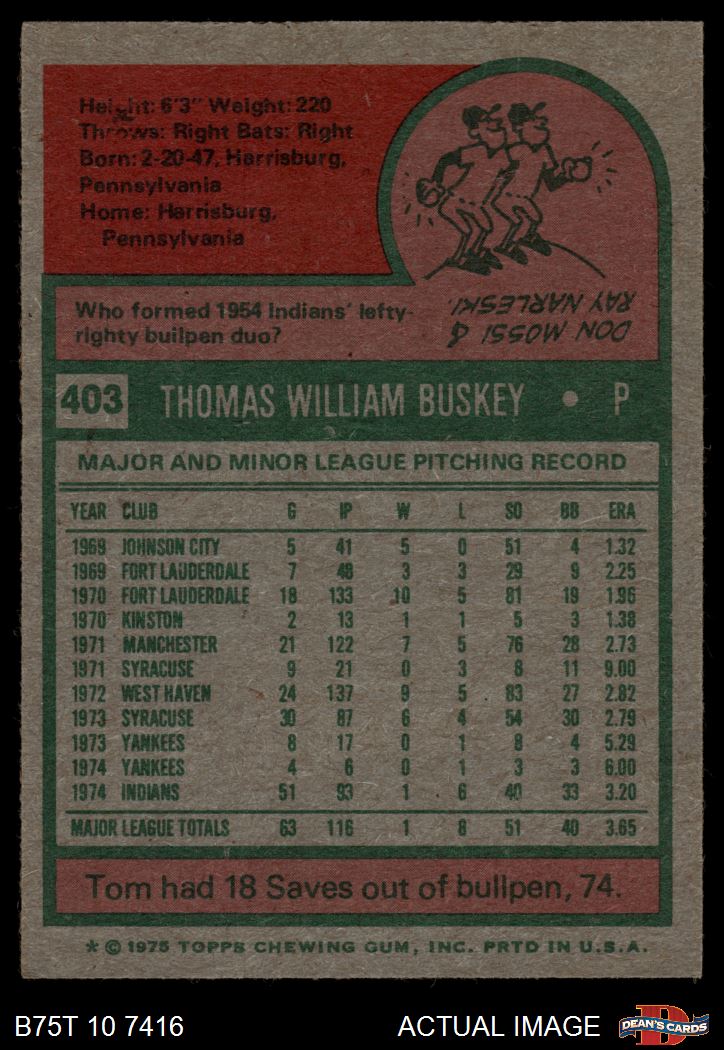 Height: 6'3" Weight: 220
Throws: Right Bats: Right
Born: 2-20-47, Harrisburg,
Pennsylvania
Home: Harrisburg,
Pennsylvania
Who formed 1954 Indians' lefty-
righty bullpen duo?
DON MOSSI &
RAY NARLESKI.
403 THOMAS WILLIAM BUSKEY • P
MAJOR AND MINOR LEAGUE PITCHING RECORD
YEAR CLUB G IP W L SO BB ERA
1969 JOHNSON CITY 5 41 5 0 51 4 1.32
1969 FORT LAUDERDALE 7 48 3 3 29 9 2.25
1970 FORT LAUDERDALE 18 133 10 5 81 19 1.96
1970 KINSTON 2 13 1 1 5 3 1.38
1971 MANCHESTER 21 122 7 5 76 28 2.73
1971 SYRACUSE 9 21 0 3 8 11 9.00
1972 WEST HAVEN 24 137 9 5 83 27 2.82
1973 SYRACUSE 30 87 6 4 54 30 2.79
1973 YANKEES 8 17 0 1 8 4 5.29
1974 YANKEES 4 6 0 1 3 3 6.00
1974 INDIANS 51 93 1 6 40 33 3.20
MAJOR LEAGUE TOTALS 63 116 1 8 51 40 3.65
Tom had 18 Saves out of bullpen, 74.
* © 1975 TOPPS CHEWING GUM, INC. PRTD IN U.S.A.
B75T 10 7416 ACTUAL IMAGE
D
DEAN'S CARDS